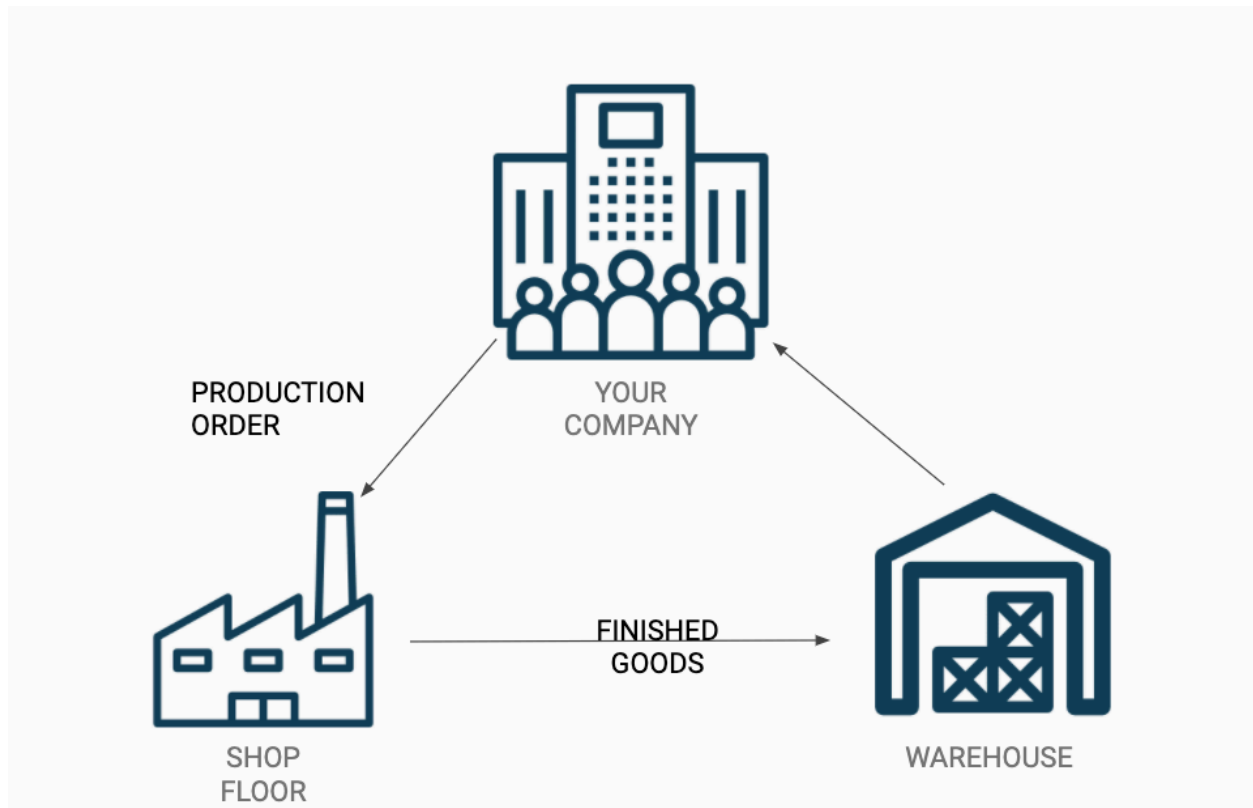 YOUR
COMPANY
PRODUCTION
ORDER
FINISHED
GOODS
SHOP
FLOOR
WAREHOUSE